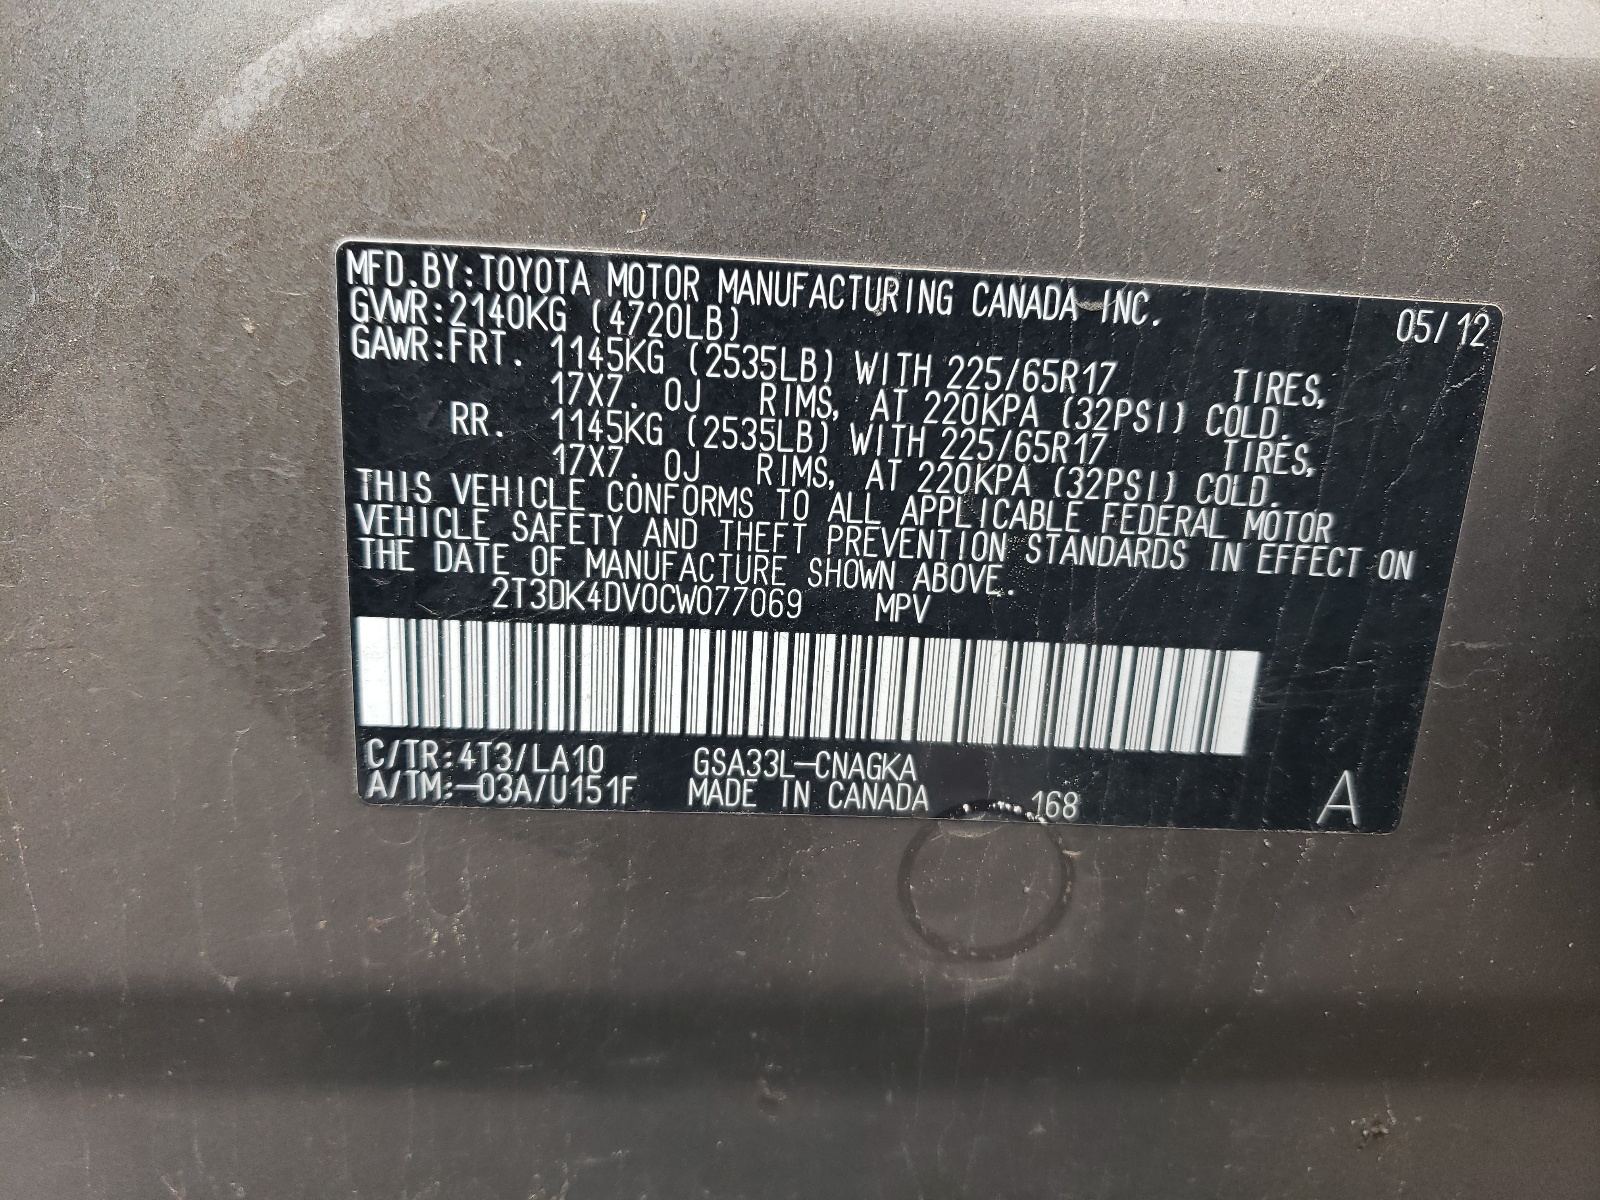 MFD.BY:TOYOTA MOTOR MANUFACTURING CANADA INC.
05/12
GVWR:2140KG (4720LB)
GAWR:FRT. 1145KG (2535LB) WITH 225/65R17 TIRES,
17X7.0J RIMS, AT 220KPA (32PSI) COLD.
RR. 1145KG (2535LB) WITH 225/65R17 TIRES,
17X7.0J RIMS, AT 220KPA (32PSI) COLD.
THIS VEHICLE CONFORMS TO ALL APPLICABLE FEDERAL MOTOR
VEHICLE SAFETY AND THEFT PREVENTION STANDARDS IN EFFECT ON
THE DATE OF MANUFACTURE SHOWN ABOVE.
2T3DK4DV0CW077069 MPV
C/TR:4T3/LA10 GSA33L-CNAGKA
A/TM:-03A/U151F MADE IN CANADA 168 A